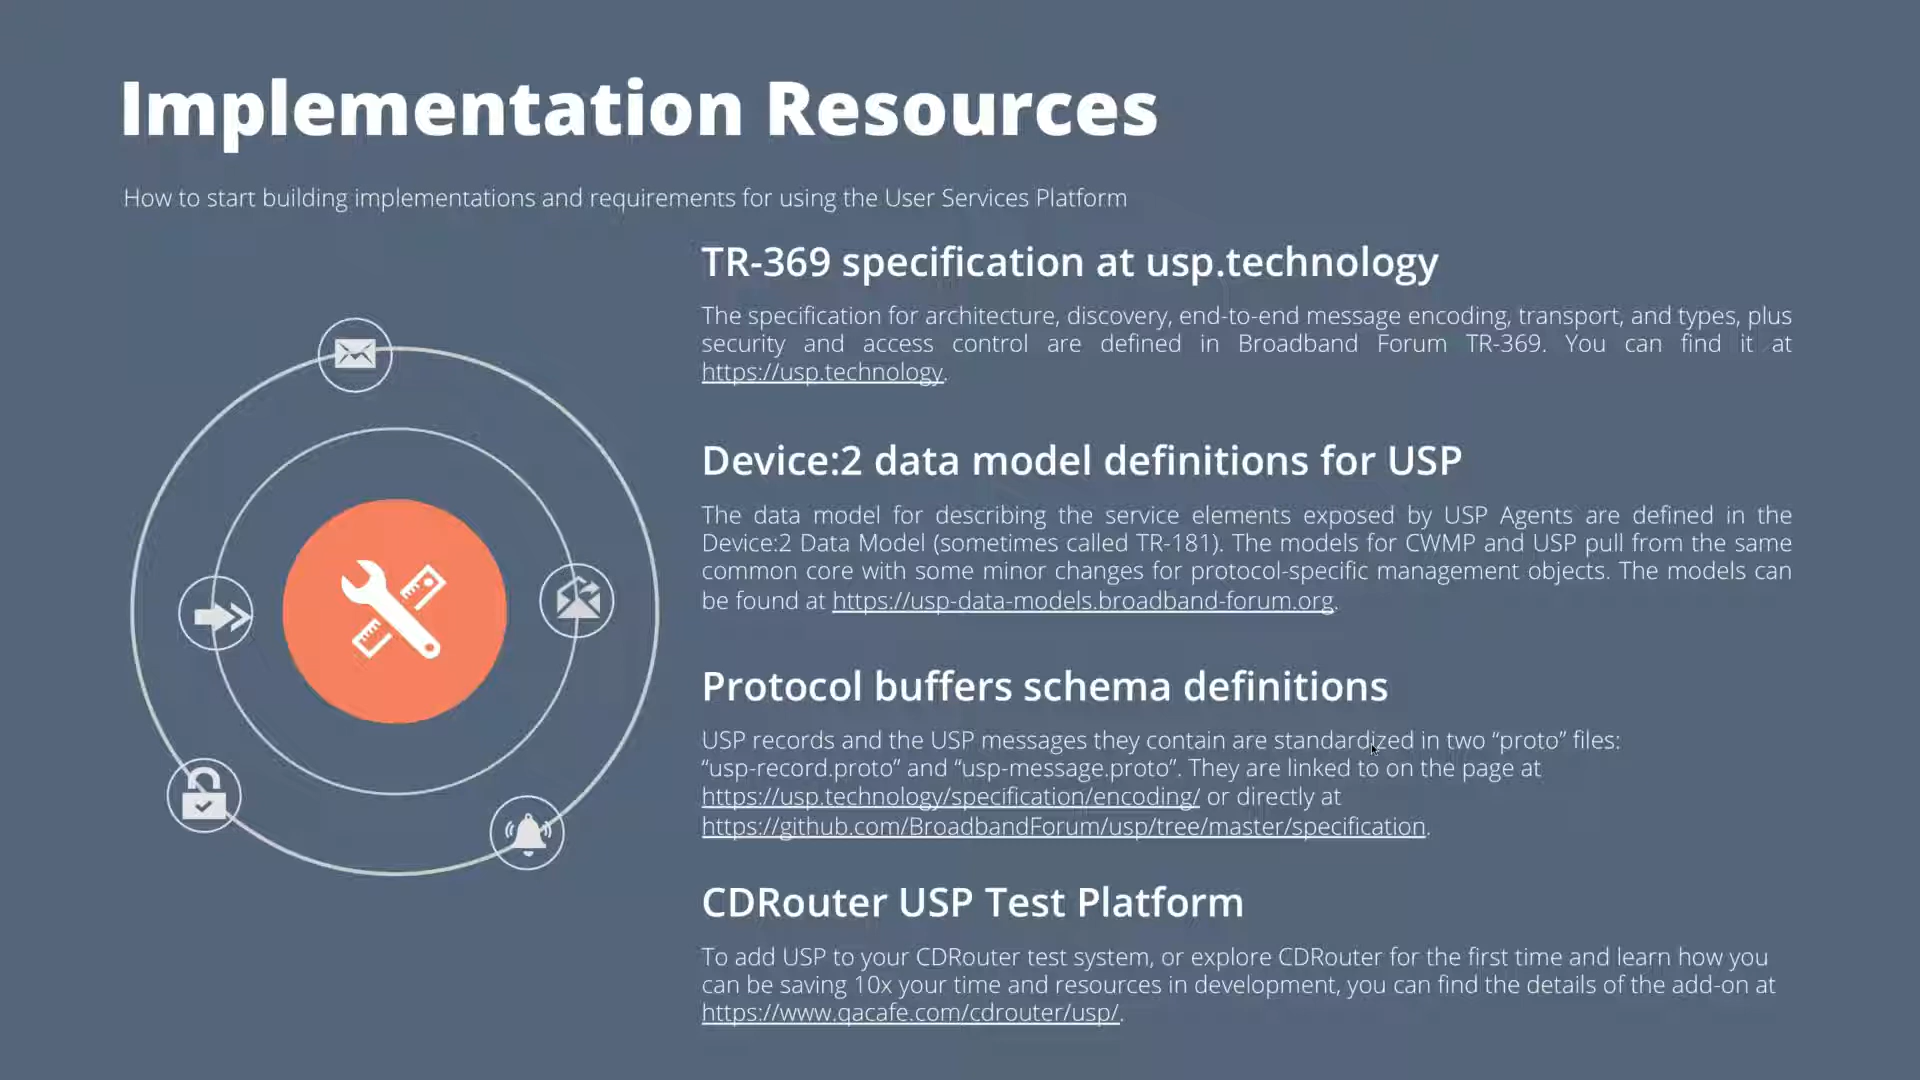 Implementation Resources
How to start building implementations and requirements for using the User Services Platform
TR-369 specification at usp.technology
The specification for architecture, discovery, end-to-end message encoding, transport, and types, plus
security and access control are defined in Broadband Forum TR-369. You can find it at
https://usp.technology.
Device:2 data model definitions for USP
The data model for describing the service elements exposed by USP Agents are defined in the
Device:2 Data Model (sometimes called TR-181). The models for CWMP and USP pull from the same
common core with some minor changes for protocol-specific management objects. The models can
be found at https://usp-data-models.broadband-forum.org.
Protocol buffers schema definitions
USP records and the USP messages they contain are standardized in two “proto” files:
“usp-record.proto” and “usp-message.proto”. They are linked to on the page at
https://usp.technology/specification/encoding/ or directly at
https://github.com/BroadbandForum/usp/tree/master/specification.
CDRouter USP Test Platform
To add USP to your CDRouter test system, or explore CDRouter for the first time and learn how you
can be saving 10x your time and resources in development, you can find the details of the add-on at
https://www.qacafe.com/cdrouter/usp/.